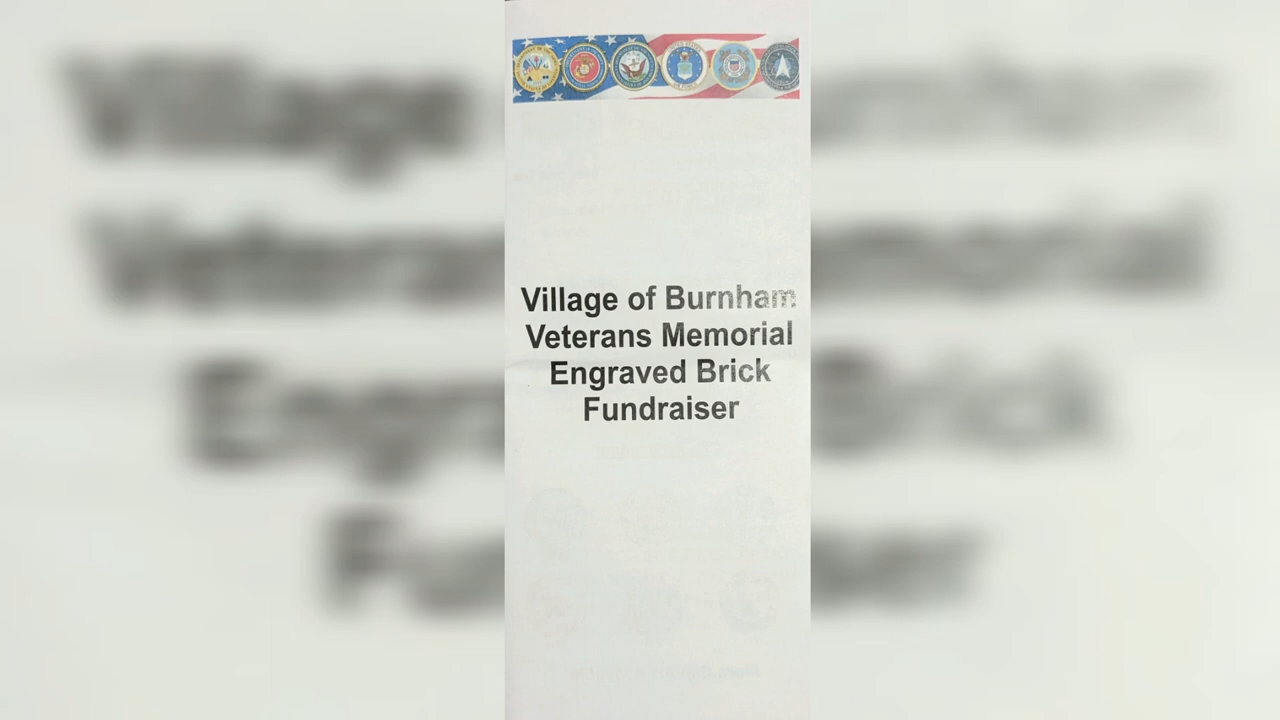 Village of Burnham
Veterans Memorial
Engraved Brick
Fundraiser